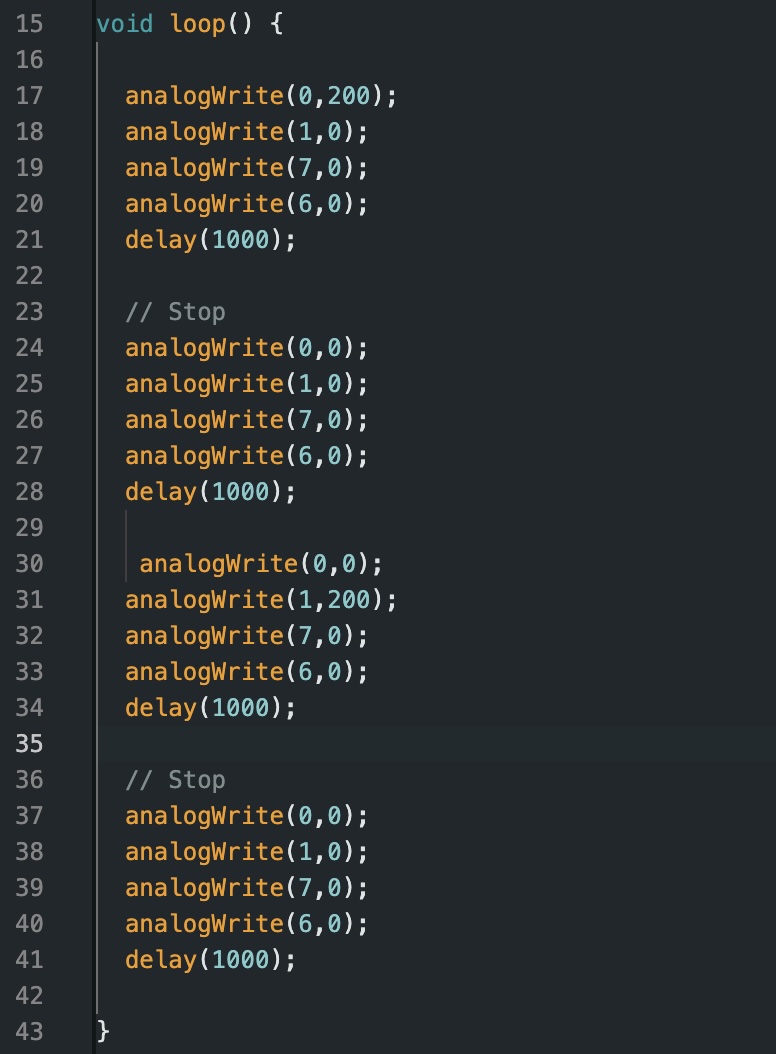 15 void loop() {
16
17   analogWrite(0,200);
18   analogWrite(1,0);
19   analogWrite(7,0);
20   analogWrite(6,0);
21   delay(1000);
22
23   // Stop
24   analogWrite(0,0);
25   analogWrite(1,0);
26   analogWrite(7,0);
27   analogWrite(6,0);
28   delay(1000);
29
30    analogWrite(0,0);
31   analogWrite(1,200);
32   analogWrite(7,0);
33   analogWrite(6,0);
34   delay(1000);
35
36   // Stop
37   analogWrite(0,0);
38   analogWrite(1,0);
39   analogWrite(7,0);
40   analogWrite(6,0);
41   delay(1000);
42
43 }